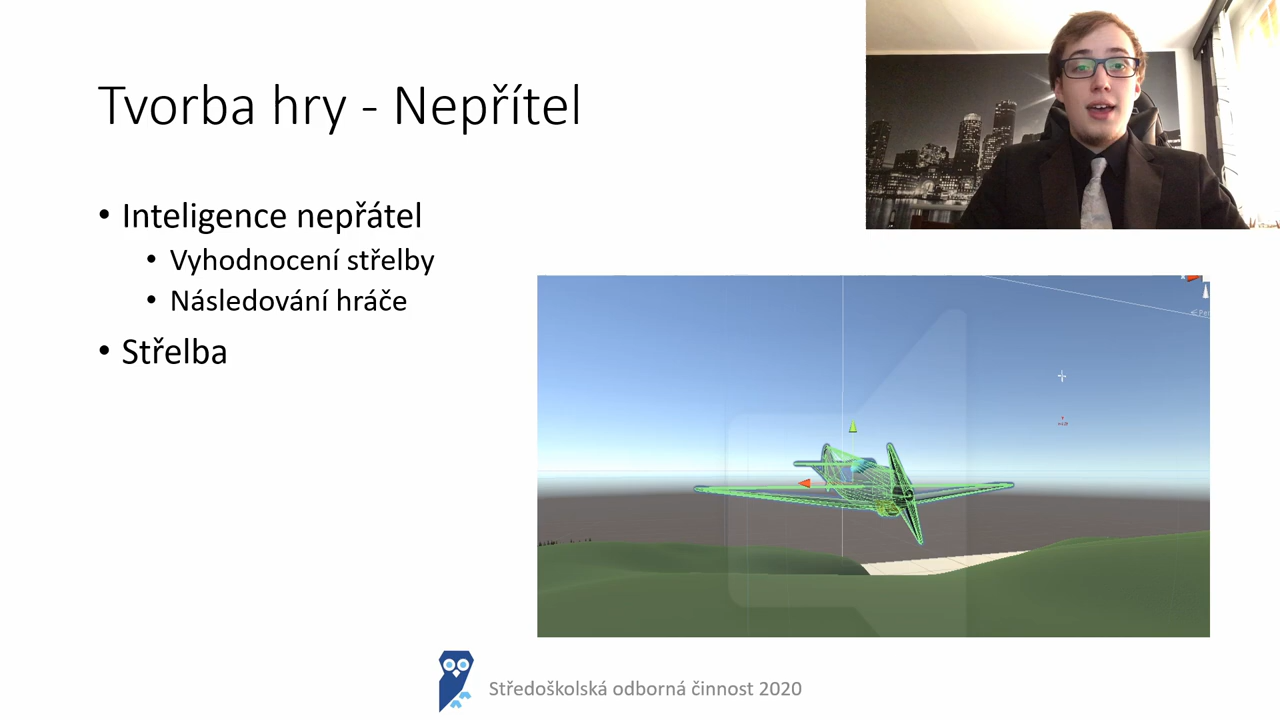 Tvorba hry - Nepřítel
• Inteligence nepřátel
• Vyhodnocení střelby
• Následování hráče
• Střelba
Středoškolská odborná činnost 2020